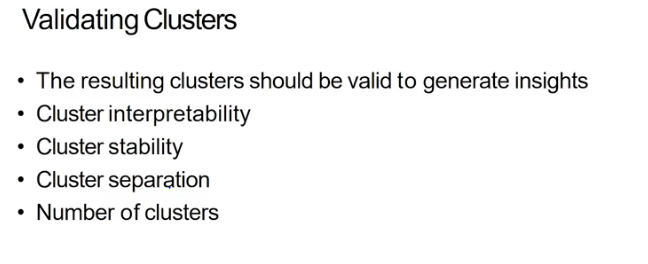 Validating Clusters
• The resulting clusters should be valid to generate insights
• Cluster interpretability
• Cluster stability
• Cluster separation
• Number of clusters